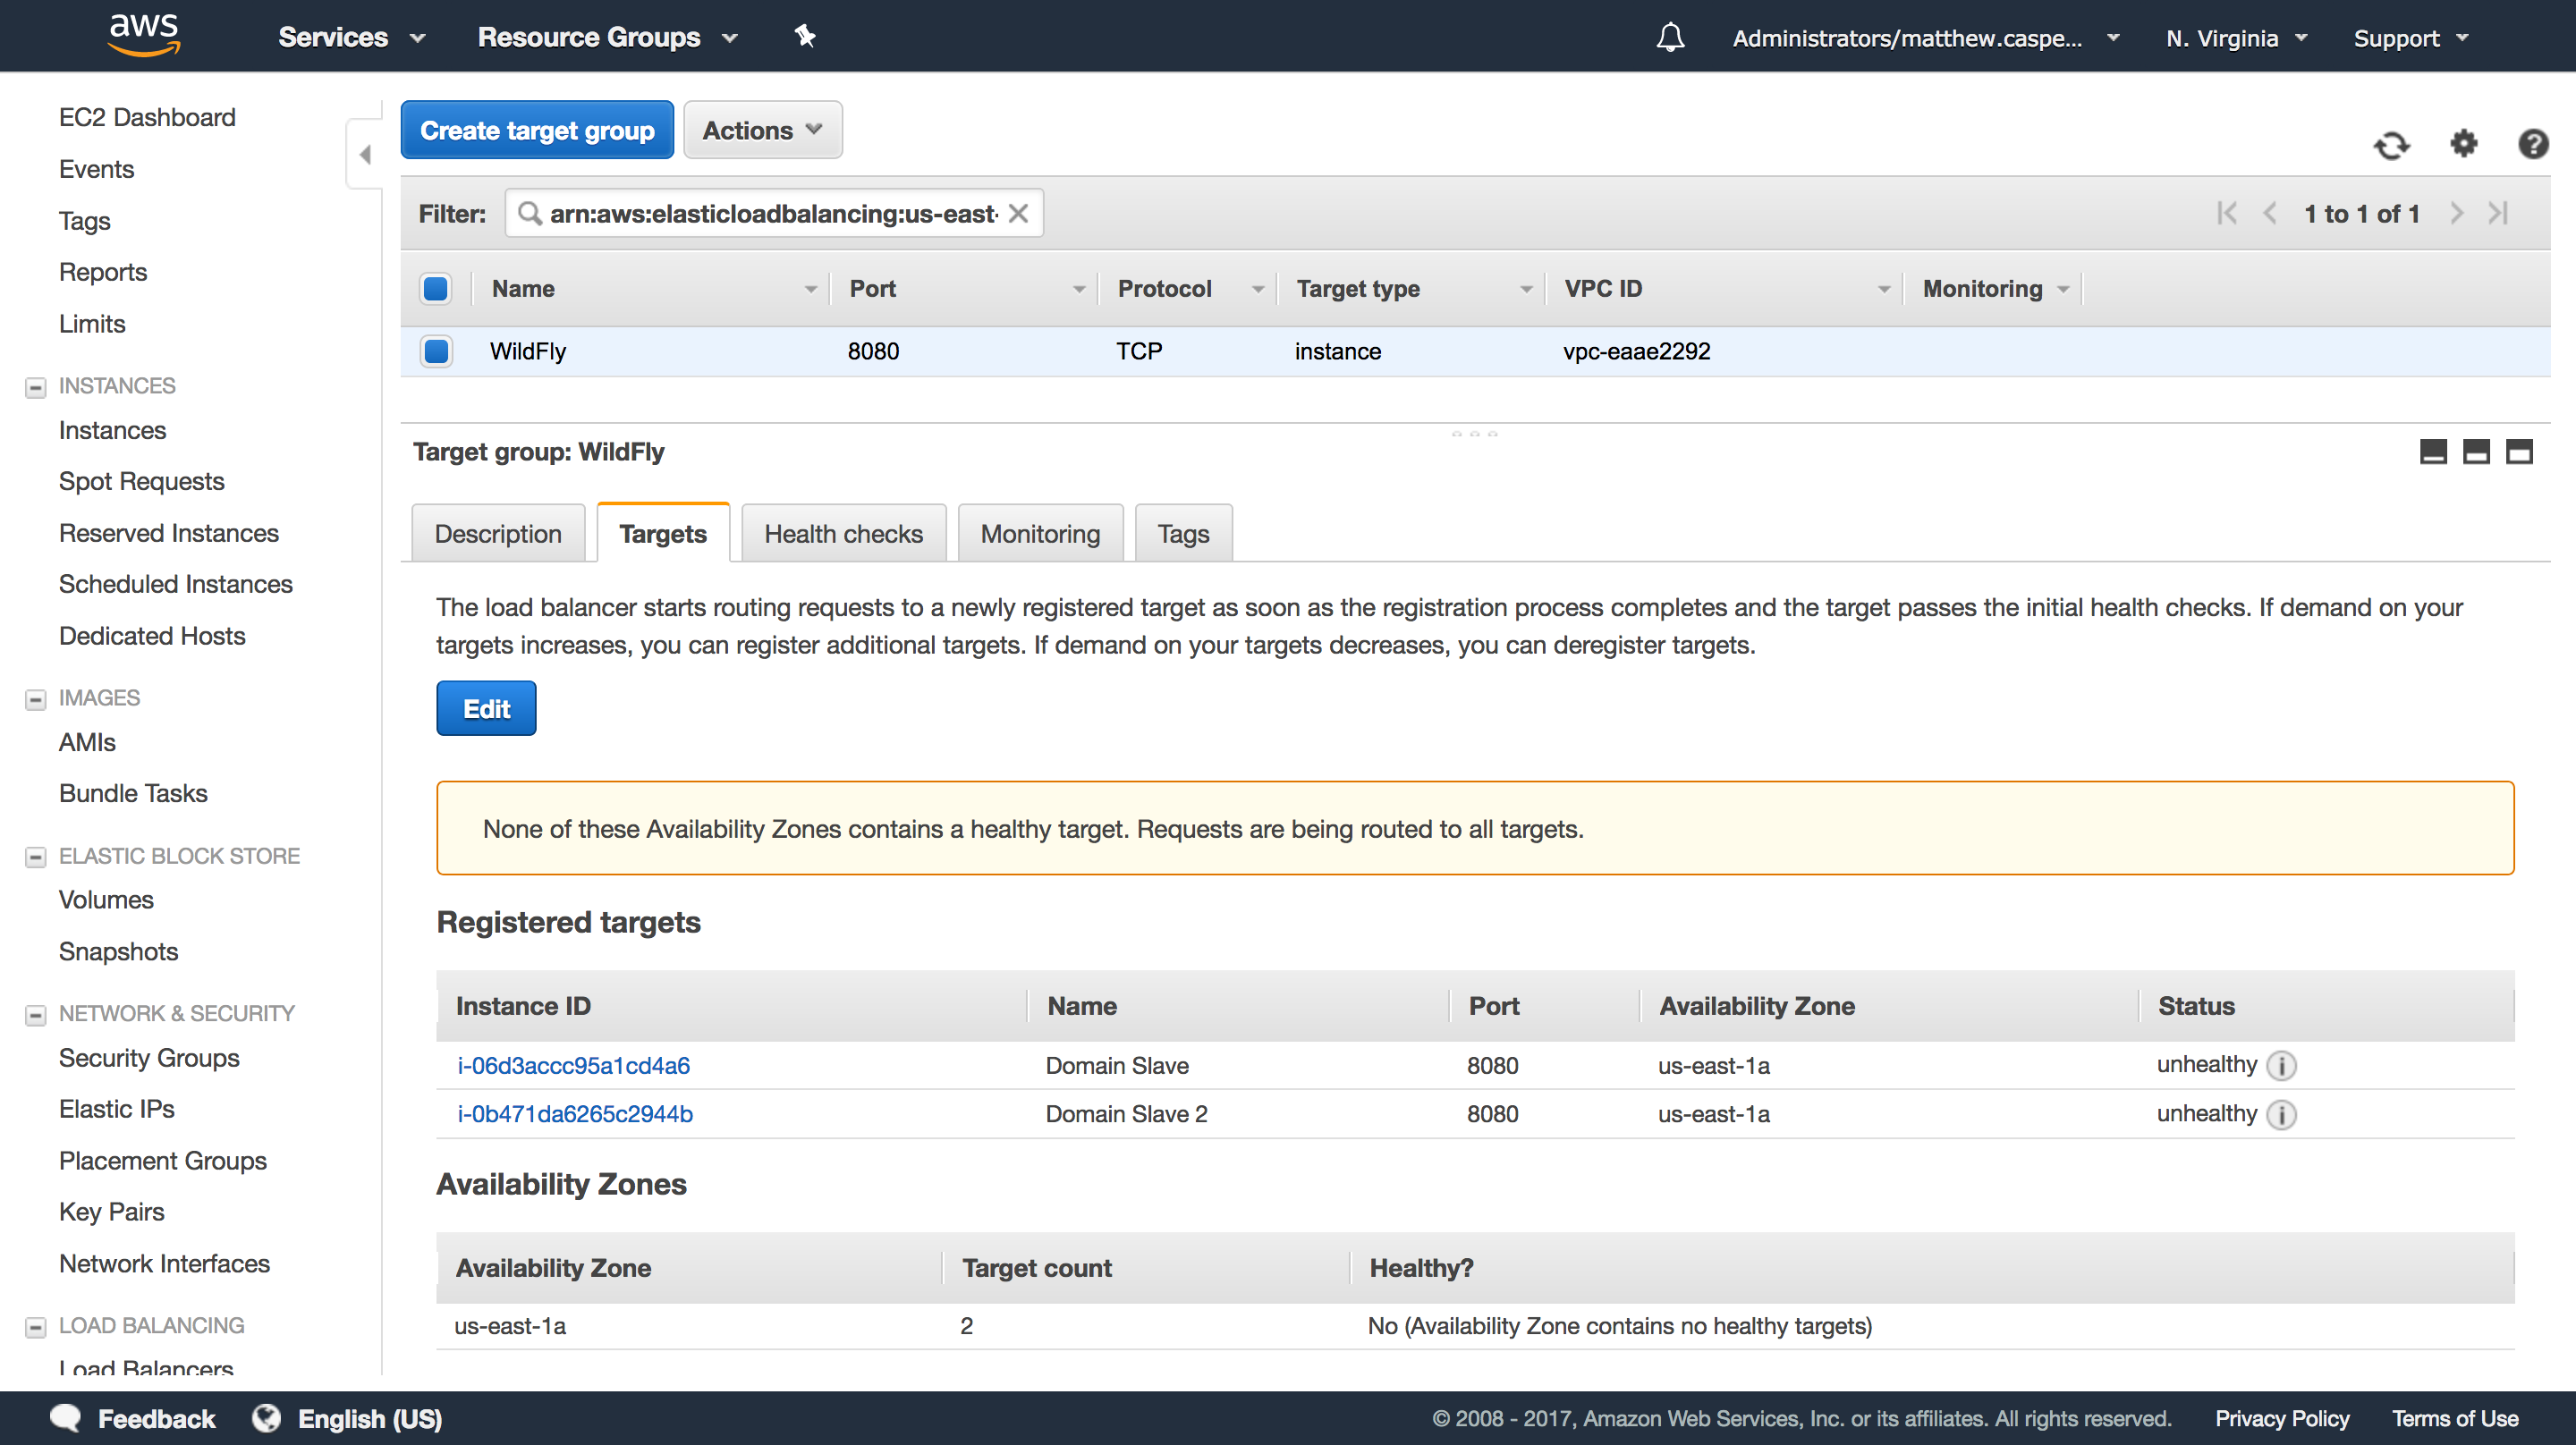 aws
Services
Resource Groups
Administrators/matthew.caspe...
N. Virginia
Support
EC2 Dashboard
Events
Tags
Reports
Limits
INSTANCES
Instances
Spot Requests
Reserved Instances
Scheduled Instances
Dedicated Hosts
IMAGES
AMIs
Bundle Tasks
ELASTIC BLOCK STORE
Volumes
Snapshots
NETWORK & SECURITY
Security Groups
Elastic IPs
Placement Groups
Key Pairs
Network Interfaces
LOAD BALANCING
Load Balancers
Create target group
Actions
Filter:
arn:aws:elasticloadbalancing:us-east-
1 to 1 of 1
Name Port Protocol Target type VPC ID Monitoring
WildFly 8080 TCP instance vpc-eaae2292
Target group: WildFly
Description Targets Health checks Monitoring Tags
The load balancer starts routing requests to a newly registered target as soon as the registration process completes and the target passes the initial health checks. If demand on your
targets increases, you can register additional targets. If demand on your targets decreases, you can deregister targets.
Edit
None of these Availability Zones contains a healthy target. Requests are being routed to all targets.
Registered targets
Instance ID Name Port Availability Zone Status
i-06d3accc95a1cd4a6 Domain Slave 8080 us-east-1a unhealthy
i-0b471da6265c2944b Domain Slave 2 8080 us-east-1a unhealthy
Availability Zones
Availability Zone Target count Healthy?
us-east-1a 2 No (Availability Zone contains no healthy targets)
Feedback
English (US)
© 2008 - 2017, Amazon Web Services, Inc. or its affiliates. All rights reserved.
Privacy Policy
Terms of Use